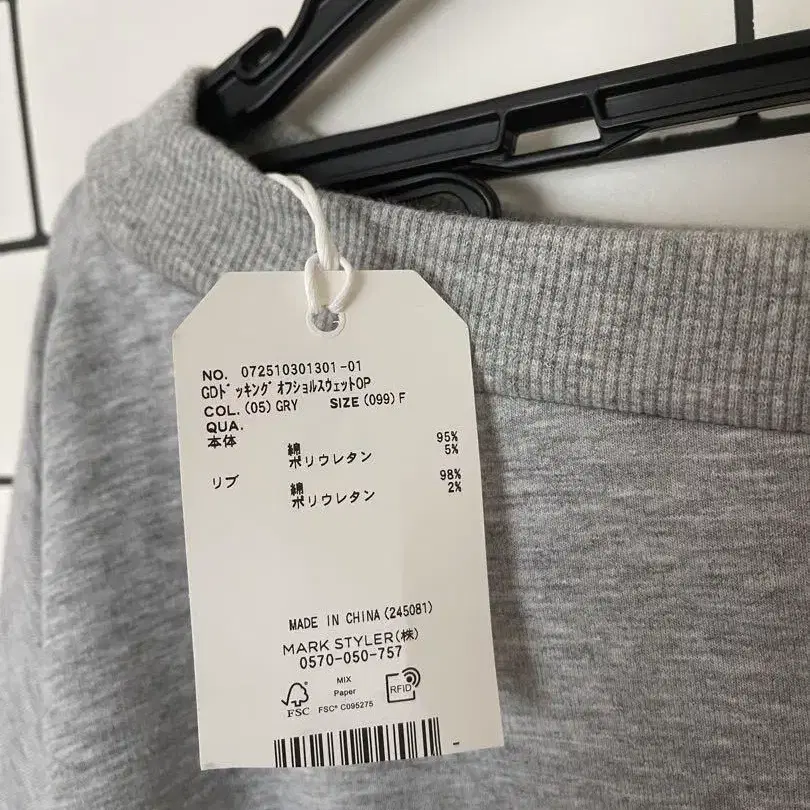 NO. 072510301301-01
GDﾄﾞｯｷﾝｸﾞｵﾌｼｮﾙｽｳｪｯﾄOP
COL.(05)GRY SIZE(099)F
QUA.
本体 綿 95%
ポリウレタン 5%
リブ 綿 98%
ポリウレタン 2%
MADE IN CHINA(245081)
MARK STYLER(株)
0570-050-757
MIX
Paper
FSC® C095275
FSC
RFID